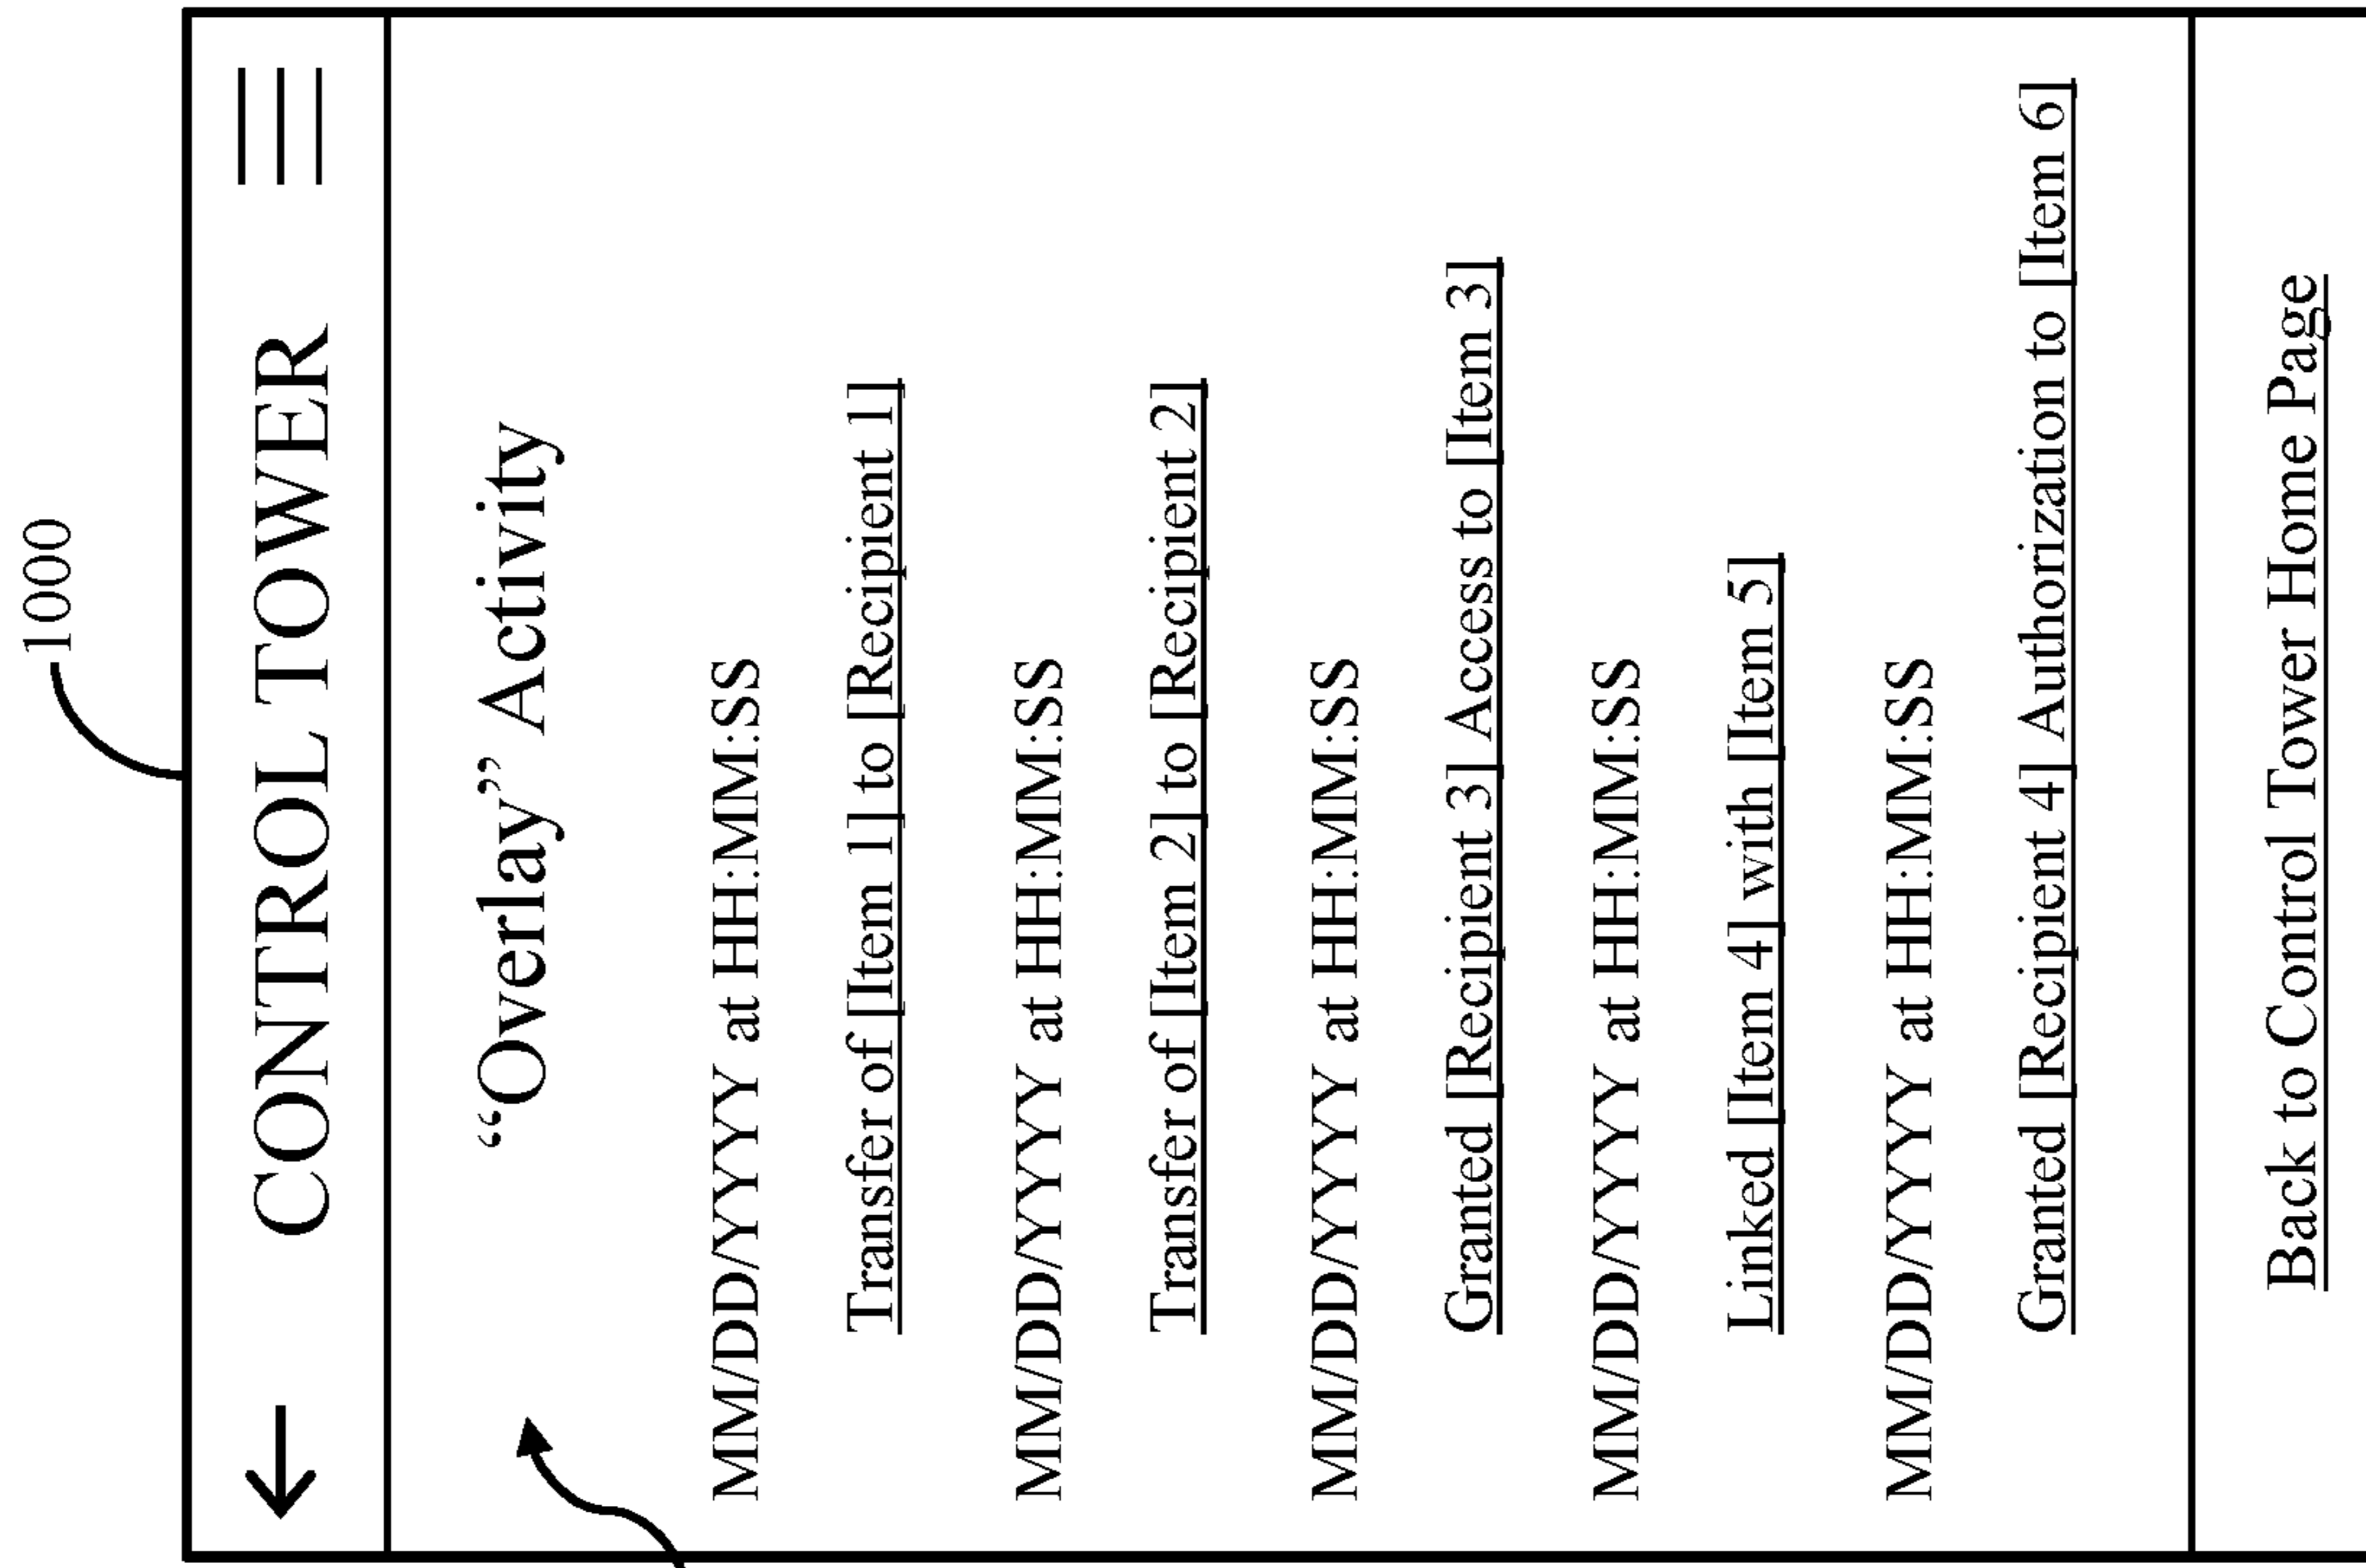 1000
CONTROL TOWER
“Overlay” Activity
MM/DD/YYYY at HH:MM:SS
Transfer of [Item 1] to [Recipient 1]
MM/DD/YYYY at HH:MM:SS
Transfer of [Item 2] to [Recipient 2]
MM/DD/YYYY at HH:MM:SS
Granted [Recipient 3] Access to [Item 3]
MM/DD/YYYY at HH:MM:SS
Linked [Item 4] with [Item 5]
MM/DD/YYYY at HH:MM:SS
Granted [Recipient 4] Authorization to [Item 6]
Back to Control Tower Home Page